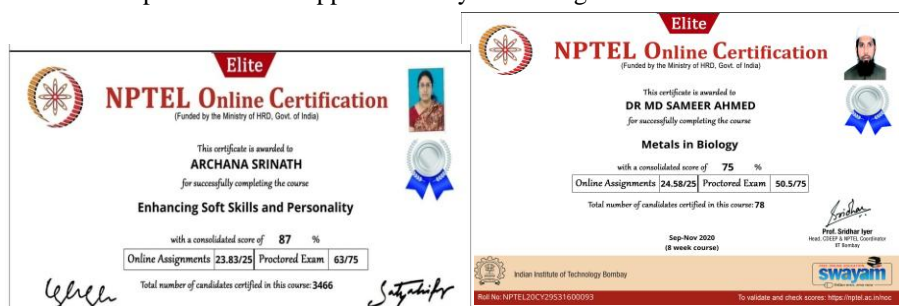 Elite
NPTEL Online Certification
(Funded by the Ministry of HRD, Govt. of India)
This certificate is awarded to
ARCHANA SRINATH
for successfully completing the course
Enhancing Soft Skills and Personality
with a consolidated score of 87 %
Online Assignments 23.83/25 Proctored Exam 63/75
Total number of candidates certified in this course: 3466
Elite
NPTEL Online Certification
(Funded by the Ministry of HRD, Govt. of India)
This certificate is awarded to
DR MD SAMEER AHMED
for successfully completing the course
Metals in Biology
with a consolidated score of 75 %
Online Assignments 24.58/25 Proctored Exam 50.5/75
Total number of candidates certified in this course: 78
Sridhar
Prof. Sridhar Iyer
Head, CDEEP & NPTEL Coordinator
IIT Bombay
Sep-Nov 2020
(8 week course)
Indian Institute of Technology Bombay
swayam
Roll No: NPTEL20CY29S31600093
To validate and check scores: https://nptel.ac.in/noc